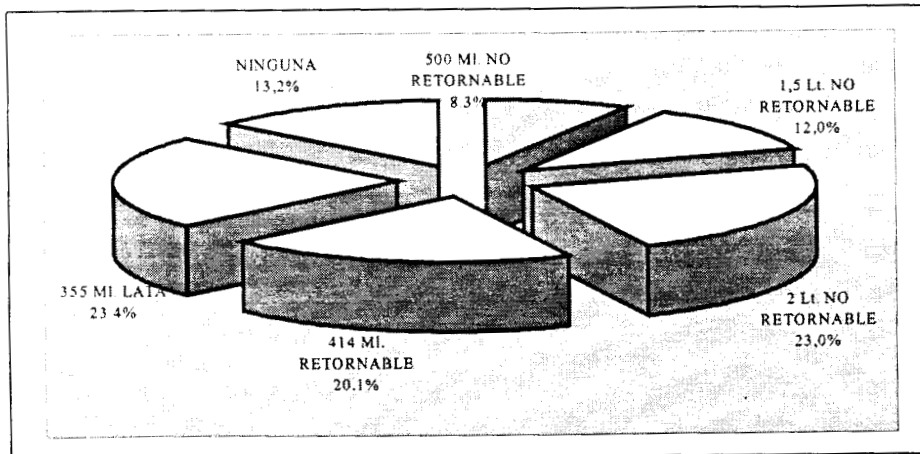 NINGUNA
13,2%
500 Ml. NO
RETORNABLE
8 3%
1,5 Lt. NO
RETORNABLE
12,0%
355 Ml. LATA
23 4%
414 Ml.
RETORNABLE
20.1%
2 Lt. NO
RETORNABLE
23,0%